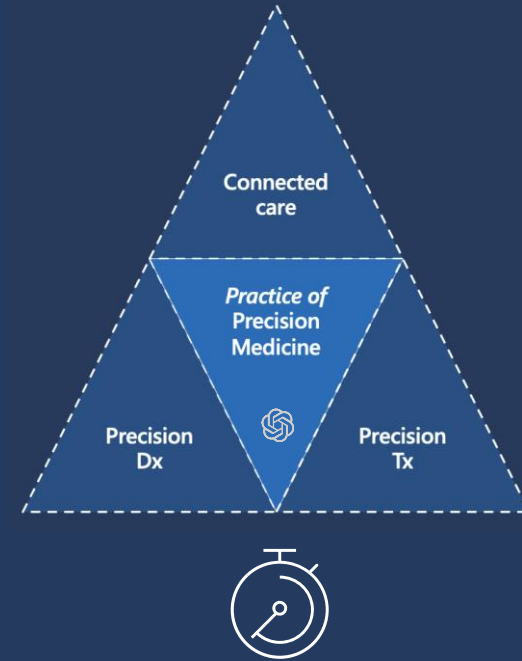 Connected
care
Practice of
Precision
Medicine
Precision
Dx
Precision
Tx